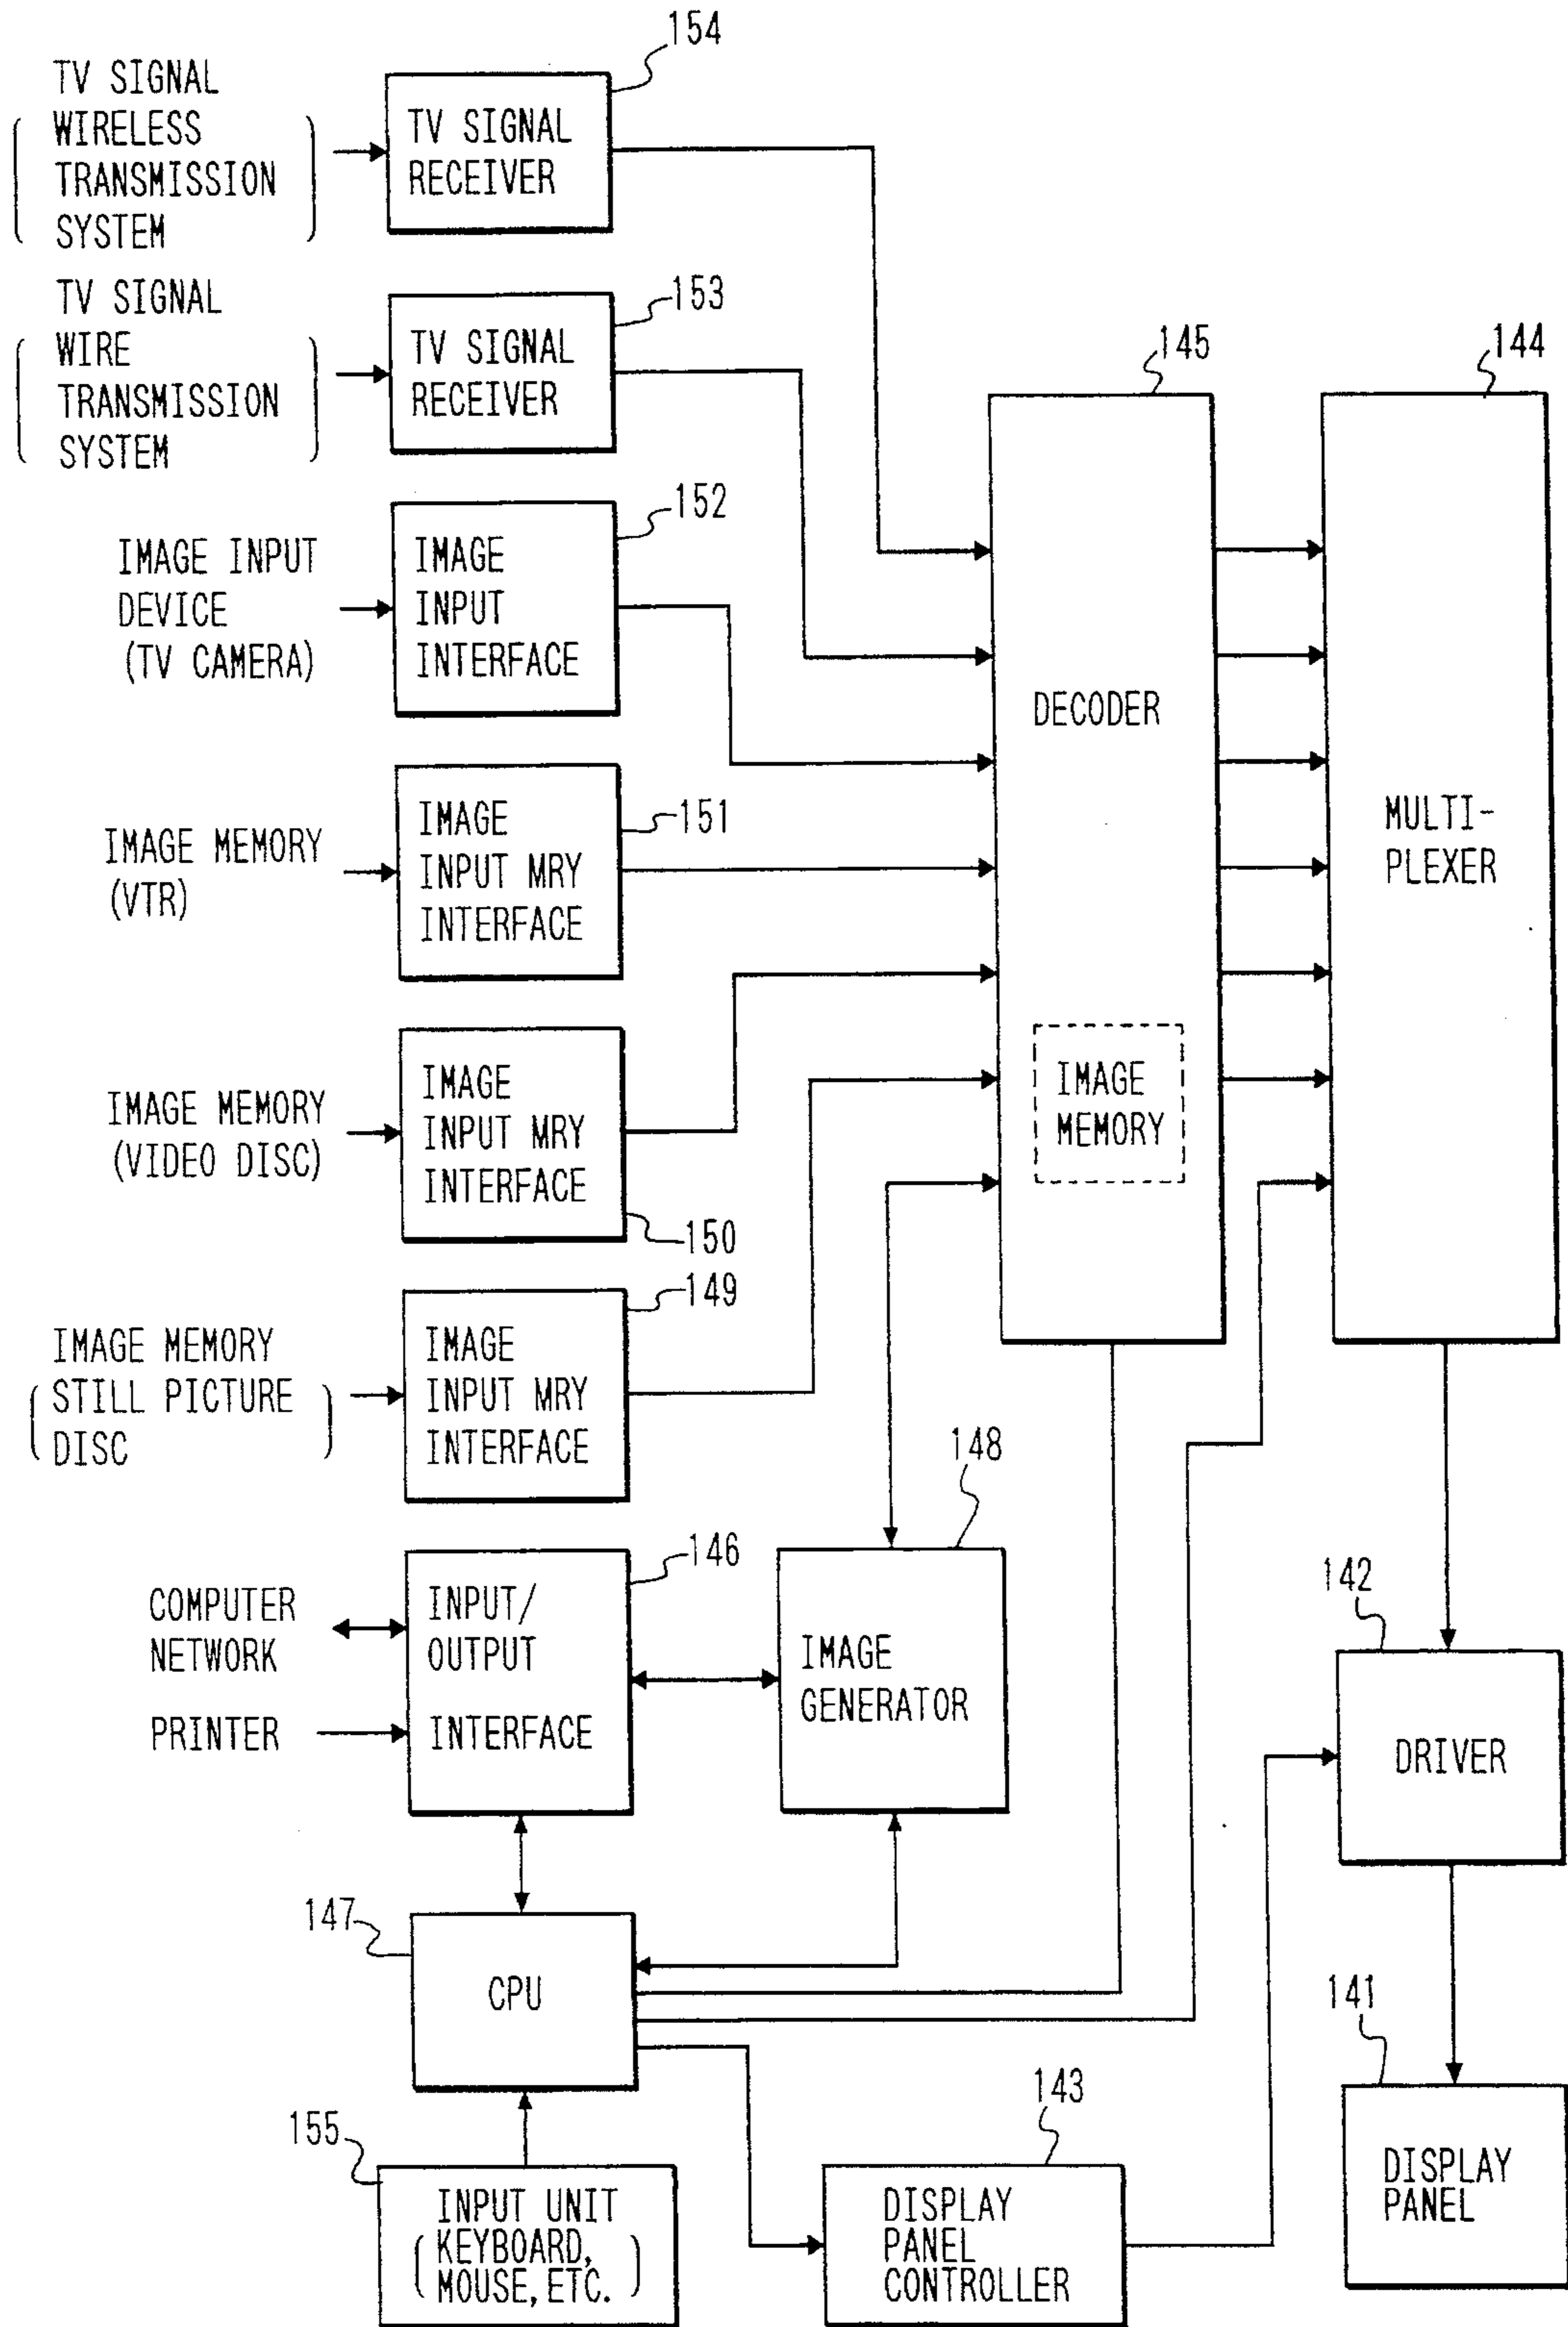 154
TV SIGNAL
WIRELESS
TRANSMISSION
SYSTEM
TV SIGNAL
RECEIVER
TV SIGNAL
WIRE
TRANSMISSION
SYSTEM
153
TV SIGNAL
RECEIVER
145
144
152
IMAGE INPUT
DEVICE
(TV CAMERA)
IMAGE
INPUT
INTERFACE
DECODER
MULTI-
PLEXER
151
IMAGE MEMORY
(VTR)
IMAGE
INPUT MRY
INTERFACE
IMAGE
MEMORY
IMAGE MEMORY
(VIDEO DISC)
IMAGE
INPUT MRY
INTERFACE
150
149
IMAGE MEMORY
STILL PICTURE
DISC
IMAGE
INPUT MRY
INTERFACE
148
146
COMPUTER
NETWORK
PRINTER
INPUT/
OUTPUT
INTERFACE
IMAGE
GENERATOR
142
DRIVER
147
CPU
141
DISPLAY
PANEL
143
155
INPUT UNIT
KEYBOARD,
MOUSE, ETC.
DISPLAY
PANEL
CONTROLLER